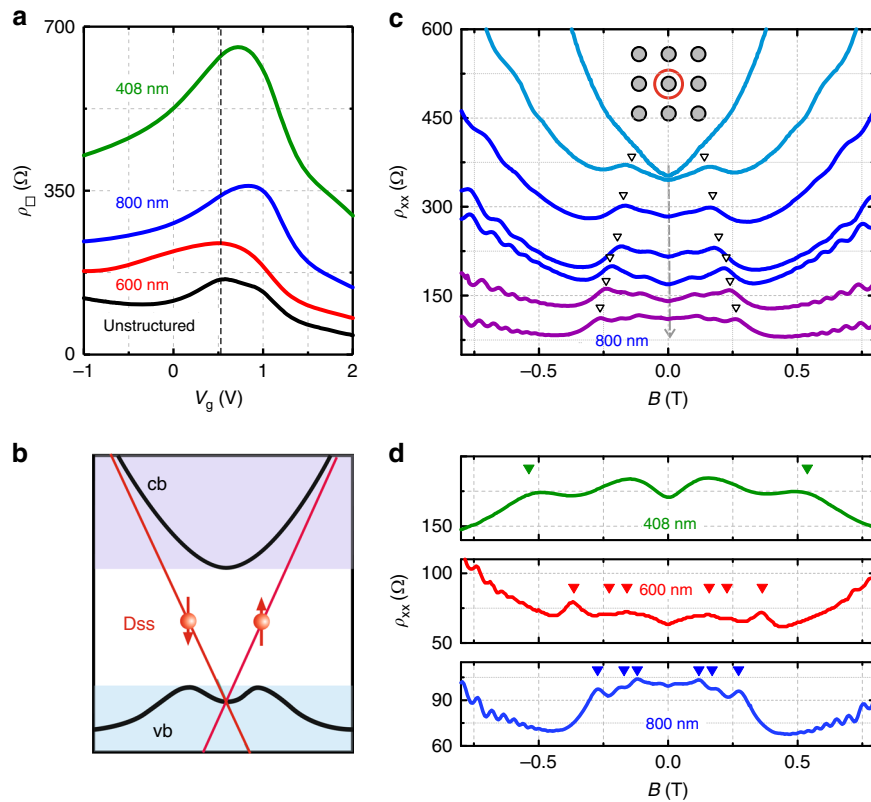 a
700
350
0
ρ□ (Ω)
408 nm
800 nm
600 nm
Unstructured
−1
0
1
2
Vg (V)
b
cb
Dss
vb
c
600
450
300
150
ρxx (Ω)
800 nm
−0.5
0.0
0.5
B (T)
d
150
408 nm
100
50
600 nm
ρxx (Ω)
90
60
800 nm
−0.5
0.0
0.5
B (T)